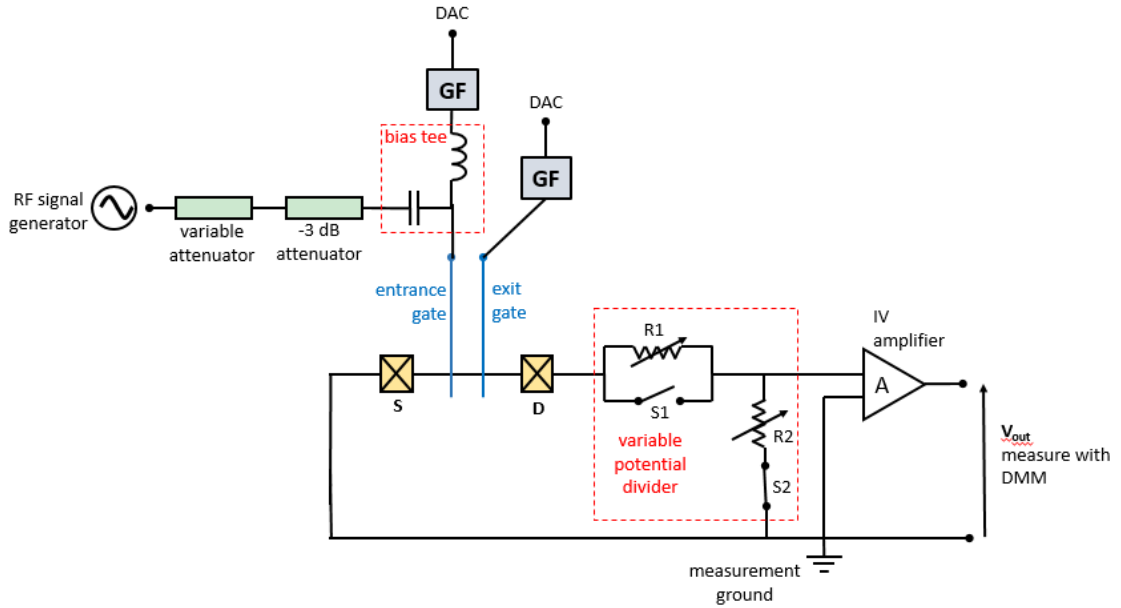 DAC
GF
DAC
bias tee
GF
RF signal
generator
variable
attenuator
-3 dB
attenuator
entrance
gate
exit
gate
R1
IV
amplifier
S
D
S1
A
R2
variable
potential
divider
S2
Vout
measure with
DMM
measurement
ground